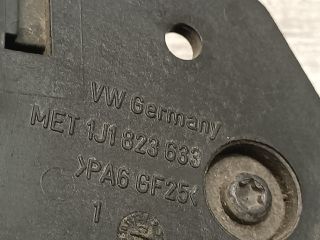 VW Germany
MET 1J1 823 633
>PA6 GF25<
1